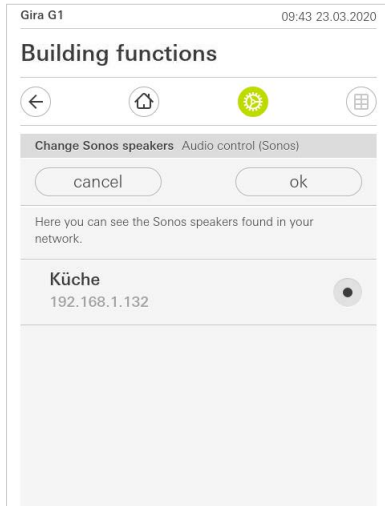 Gira G1 09:43 23.03.2020
Building functions
Change Sonos speakers Audio control (Sonos)
cancel ok
Here you can see the Sonos speakers found in your
network.
Küche
192.168.1.132